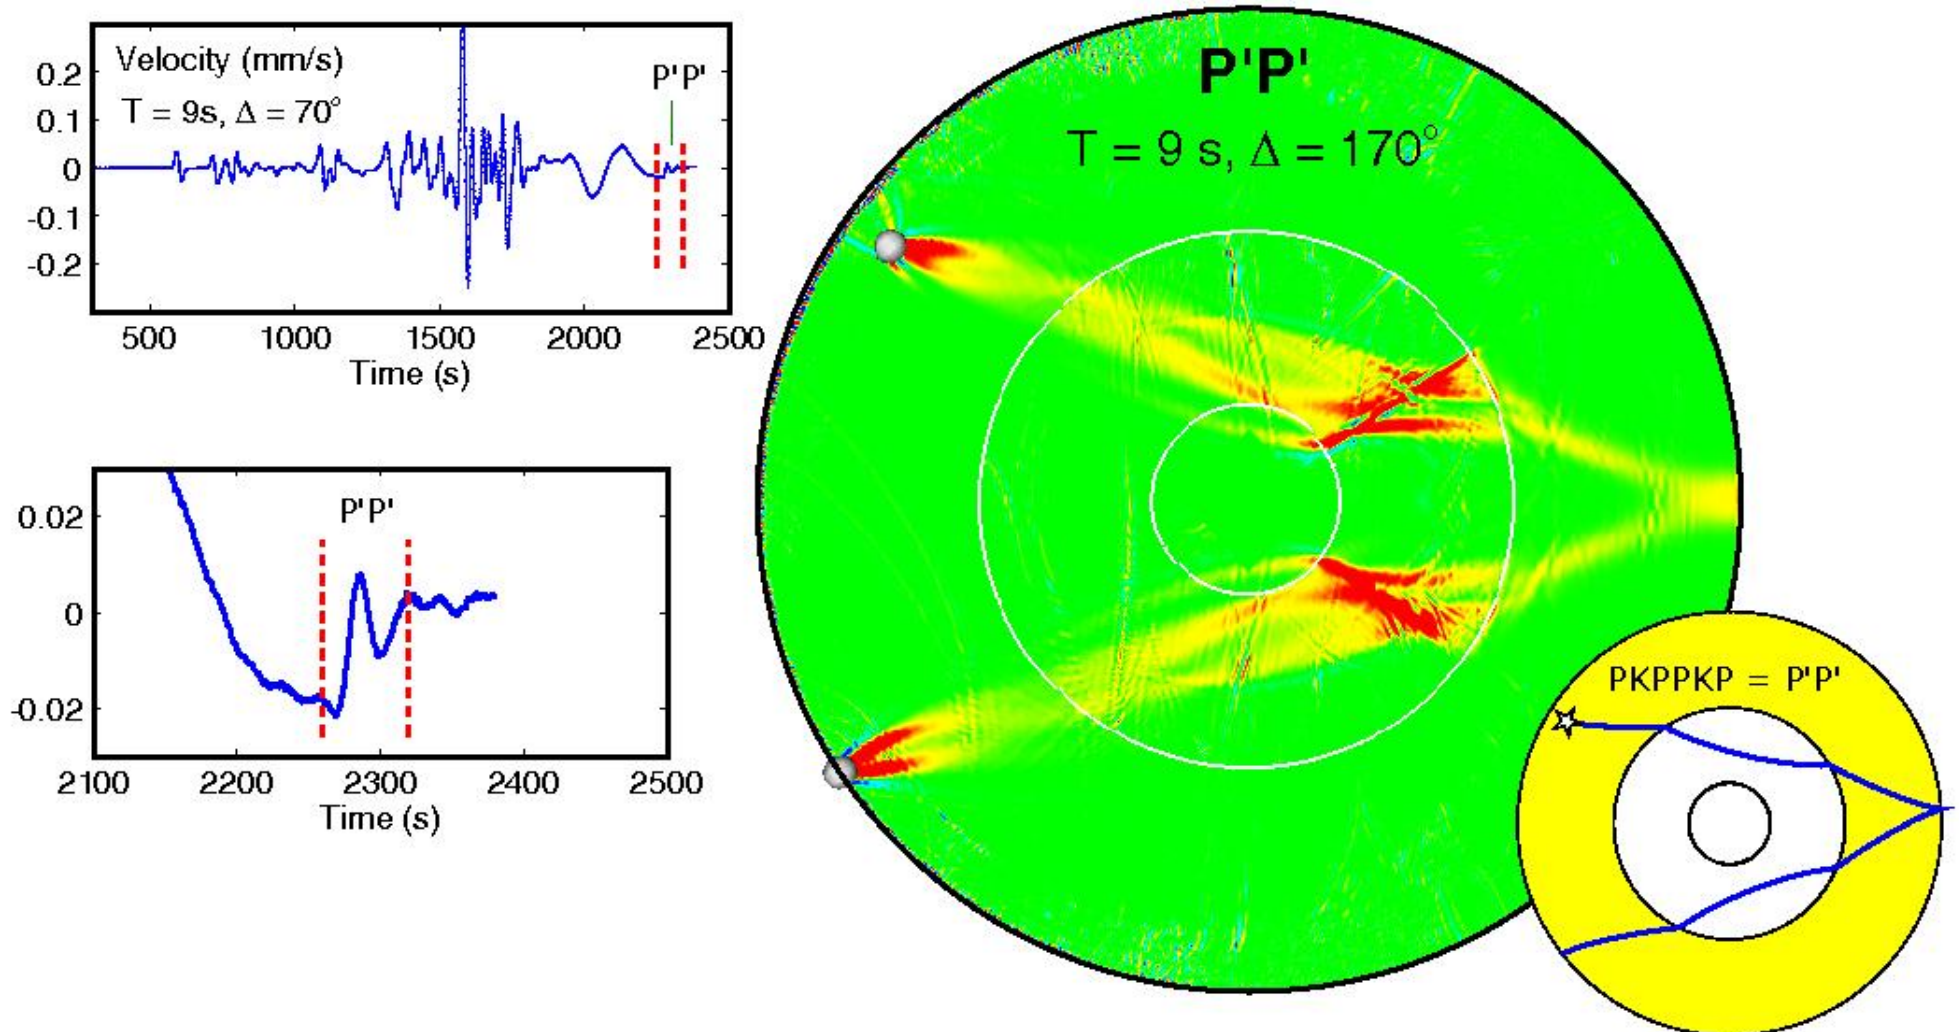 Velocity (mm/s)
T = 9s, Δ = 70°
P'P'
0.2
0.1
0
-0.1
-0.2
500 1000 1500 2000 2500
Time (s)
P'P'
0.02
0
-0.02
2100 2200 2300 2400 2500
Time (s)
P'P'
T = 9 s, Δ = 170°
PKPPKP = P'P'